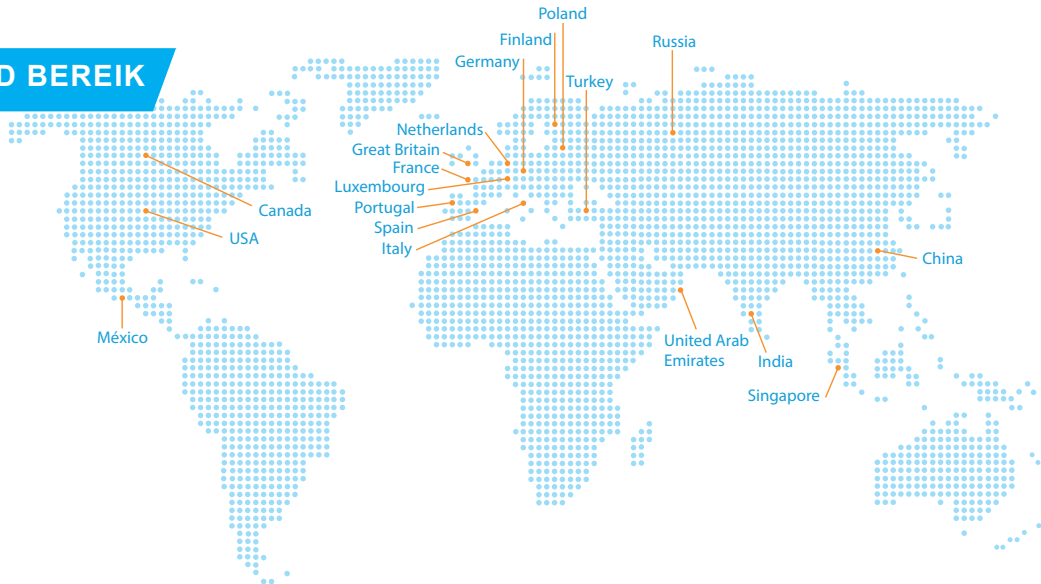 D BEREIK
Poland
Finland
Russia
Germany
Turkey
Netherlands
Great Britain
France
Luxembourg
Canada
Portugal
Spain
USA
Italy
China
México
United Arab
Emirates
India
Singapore